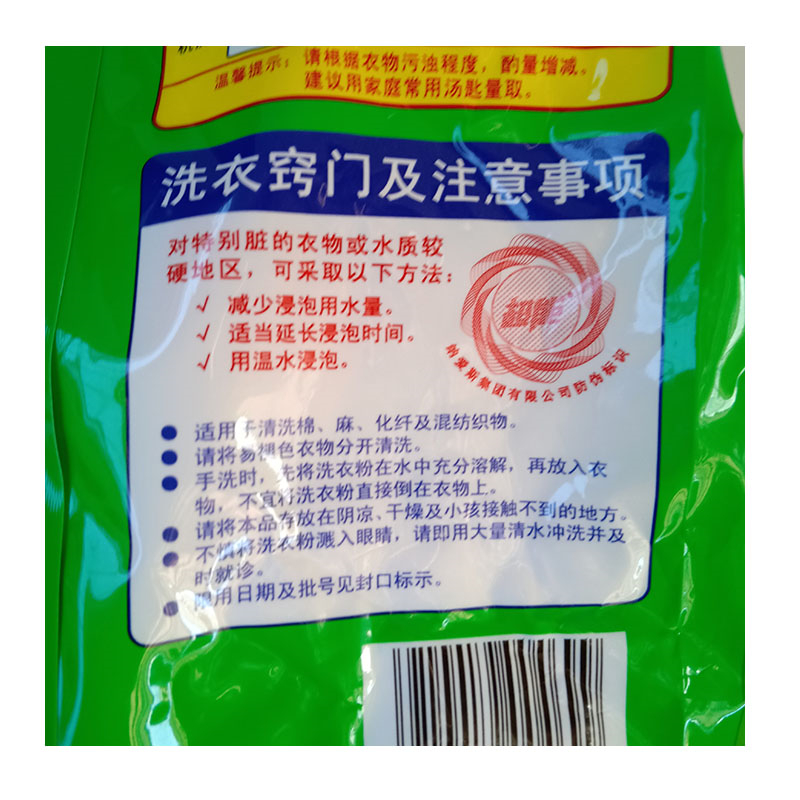 温馨提示：请根据衣物污浊程度，酌量增减。
建议用家庭常用汤匙量取。
洗衣窍门及注意事项
对特别脏的衣物或水质较
硬地区，可采取以下方法：
√ 减少浸泡用水量。
√ 适当延长浸泡时间。
√ 用温水浸泡。
超能
纳爱斯集团有限公司防伪标识
● 适用于清洗棉、麻、化纤及混纺织物。
● 请将易褪色衣物分开清洗。
● 手洗时，先将洗衣粉在水中充分溶解，再放入衣
物，不宜将洗衣粉直接倒在衣物上。
● 请将本品存放在阴凉、干燥及小孩接触不到的地方。
● 不慎将洗衣粉溅入眼睛，请即用大量清水冲洗并及
时就诊。
● 限用日期及批号见封口标示。